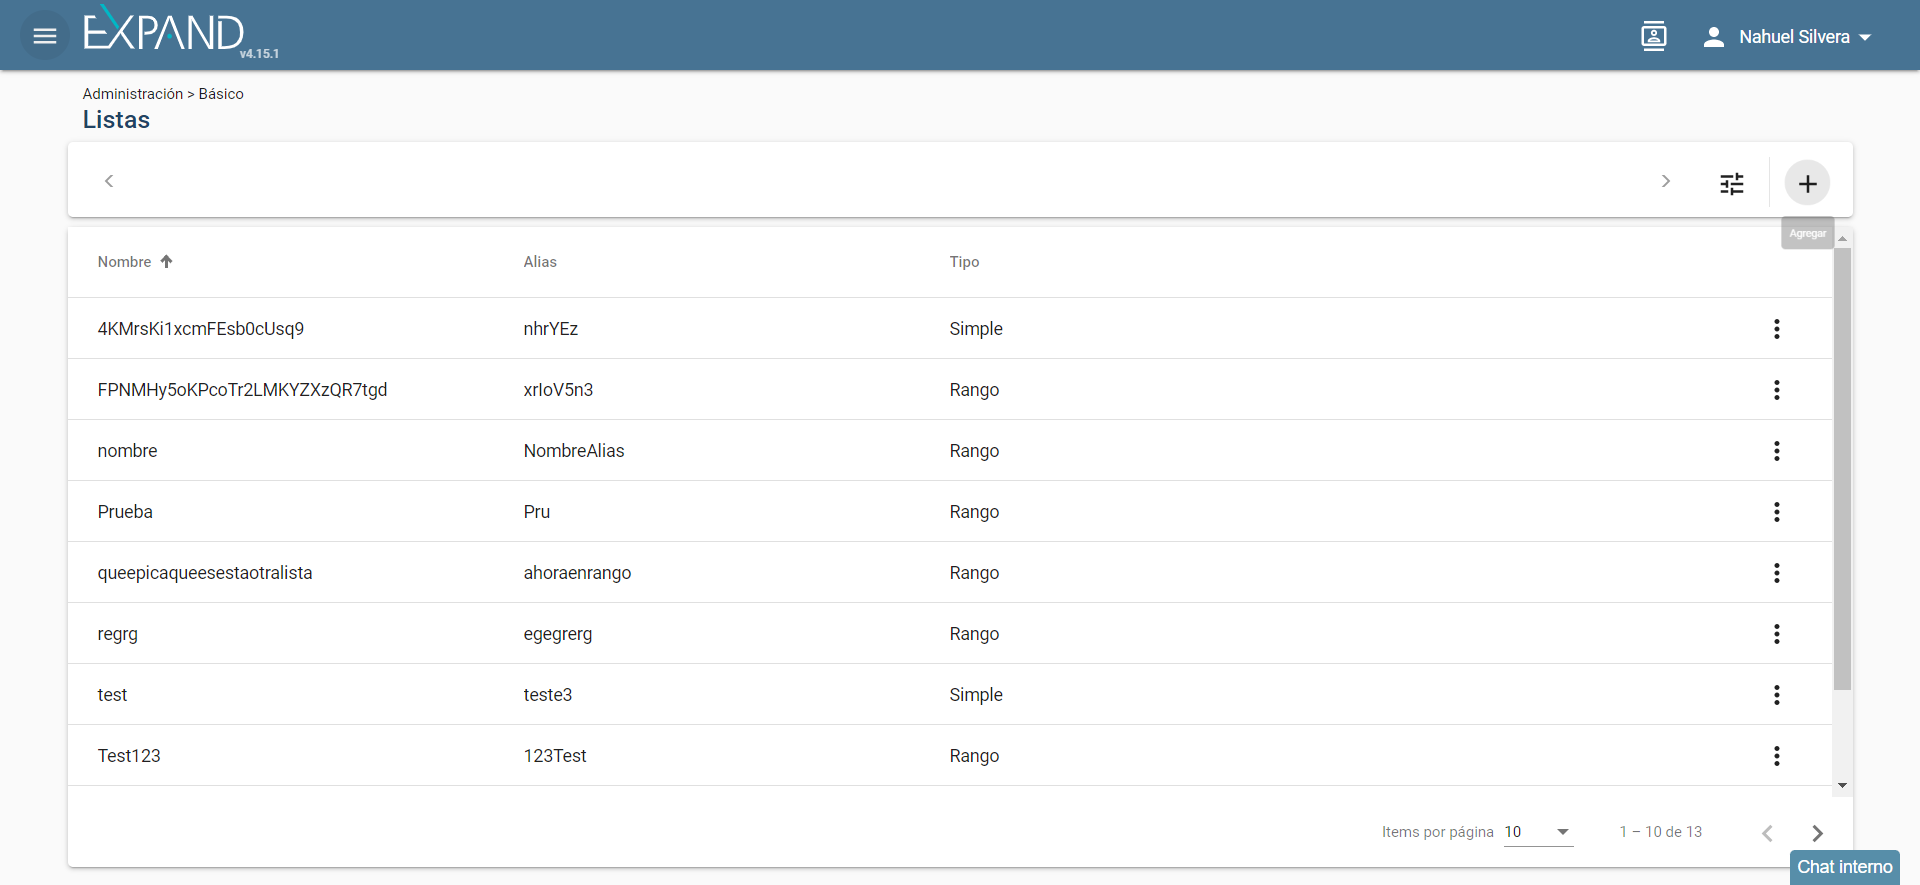 EXPAND v4.15.1
Nahuel Silvera
Administración > Básico
Listas
Agregar
Nombre Alias Tipo
4KMrsKi1xcmFEsb0cUsq9 nhrYEz Simple
FPNMHy5oKPcoTr2LMKYZXzQR7tgd xrIoV5n3 Rango
nombre NombreAlias Rango
Prueba Pru Rango
queepicaqueesestaotralista ahoraenrango Rango
regrg egegrerg Rango
test teste3 Simple
Test123 123Test Rango
Items por página 10 1 – 10 de 13
Chat interno